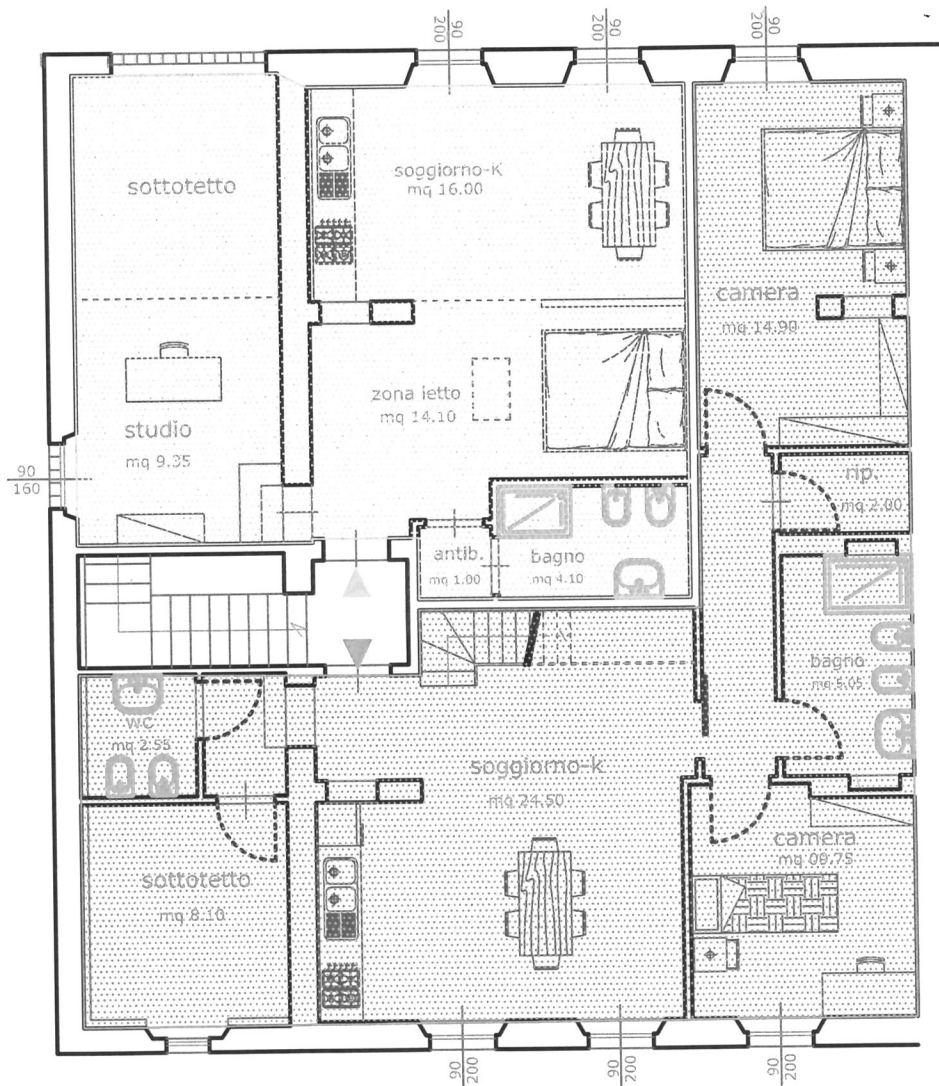 90
200
90
200
90
200
sottotetto
soggiorno-K
mq 16.00
camera
mq 14.90
zona letto
mq 14.10
studio
mq 9.35
90
160
rip.
mq 2.00
antib.
mq 1.00
bagno
mq 4.10
bagno
mq 5.05
wc
mq 2.55
soggiorno-k
mq 24.50
camera
mq 09.75
sottotetto
mq 8.10
90
200
90
200
90
200